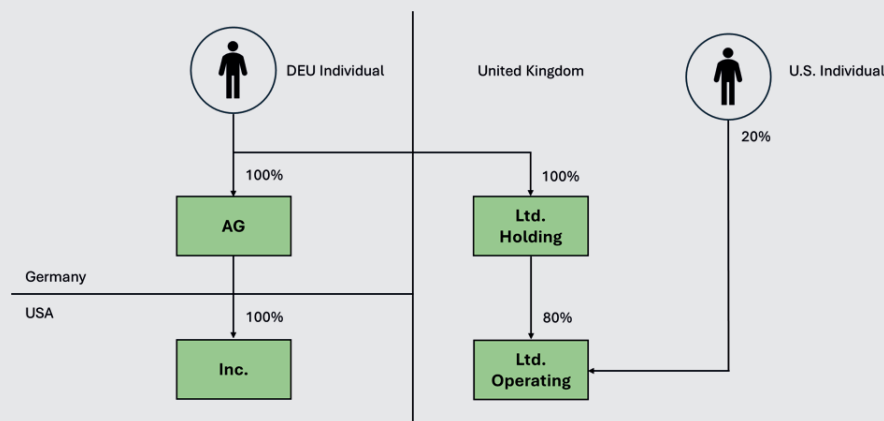 DEU Individual
United Kingdom
U.S. Individual
20%
100%
100%
AG
Ltd.
Holding
Germany
USA
100%
80%
Inc.
Ltd.
Operating